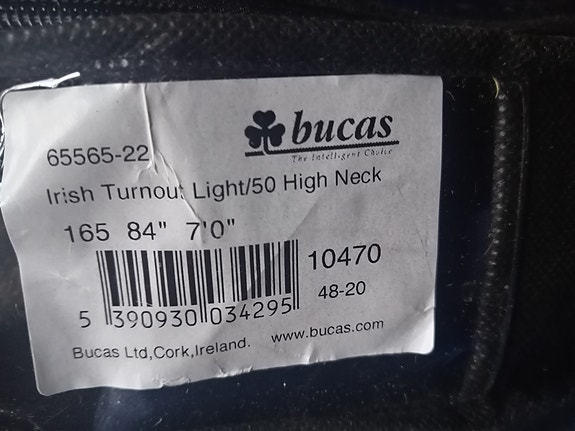 bucas
The Intelligent Choice
65565-22
Irish Turnout Light/50 High Neck
165 84" 7'0"
10470
48-20
5 390930 034295
Bucas Ltd,Cork,Ireland. www.bucas.com